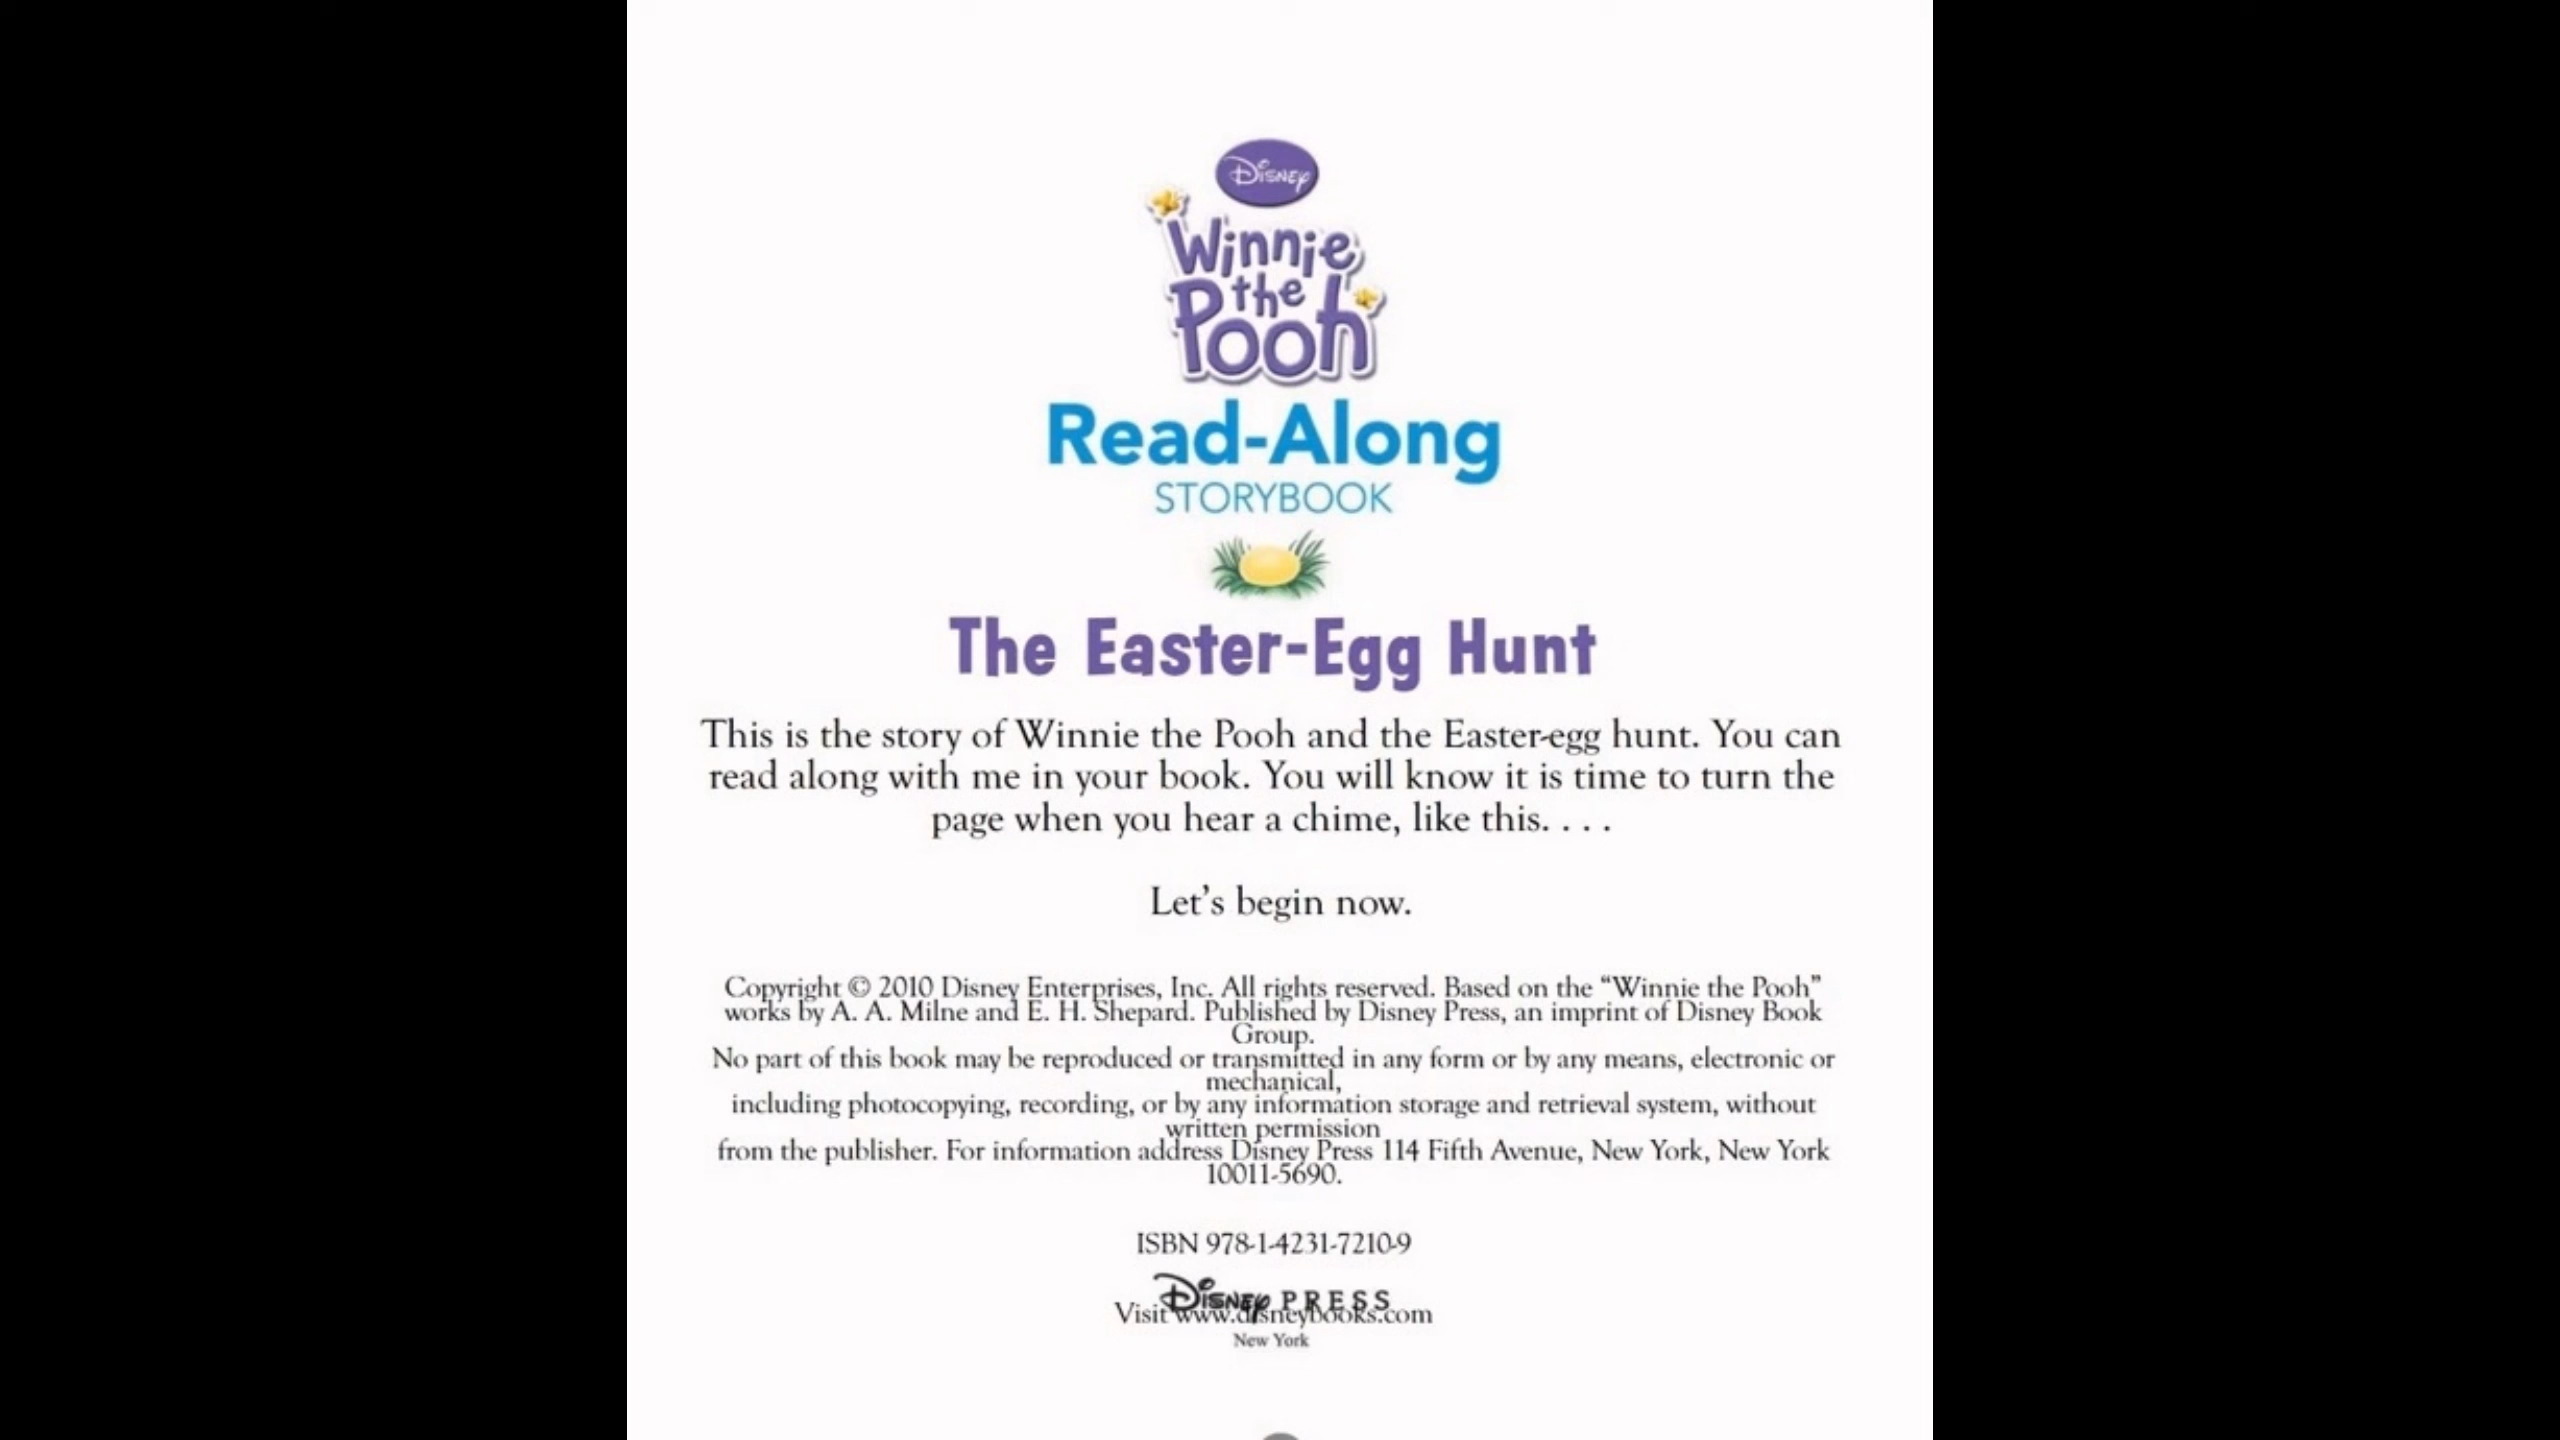 Disney
Winnie
the
Pooh
Read-Along
STORYBOOK
The Easter-Egg Hunt
This is the story of Winnie the Pooh and the Easter-egg hunt. You can
read along with me in your book. You will know it is time to turn the
page when you hear a chime, like this. . . .
Let's begin now.
Copyright © 2010 Disney Enterprises, Inc. All rights reserved. Based on the “Winnie the Pooh”
works by A. A. Milne and E. H. Shepard. Published by Disney Press, an imprint of Disney Book
Group.
No part of this book may be reproduced or transmitted in any form or by any means, electronic or
mechanical,
including photocopying, recording, or by any information storage and retrieval system, without
written permission
from the publisher. For information address Disney Press 114 Fifth Avenue, New York, New York
10011-5690.
ISBN 978-1-4231-7210-9
Disney PRESS
Visit www.disneybooks.com
New York